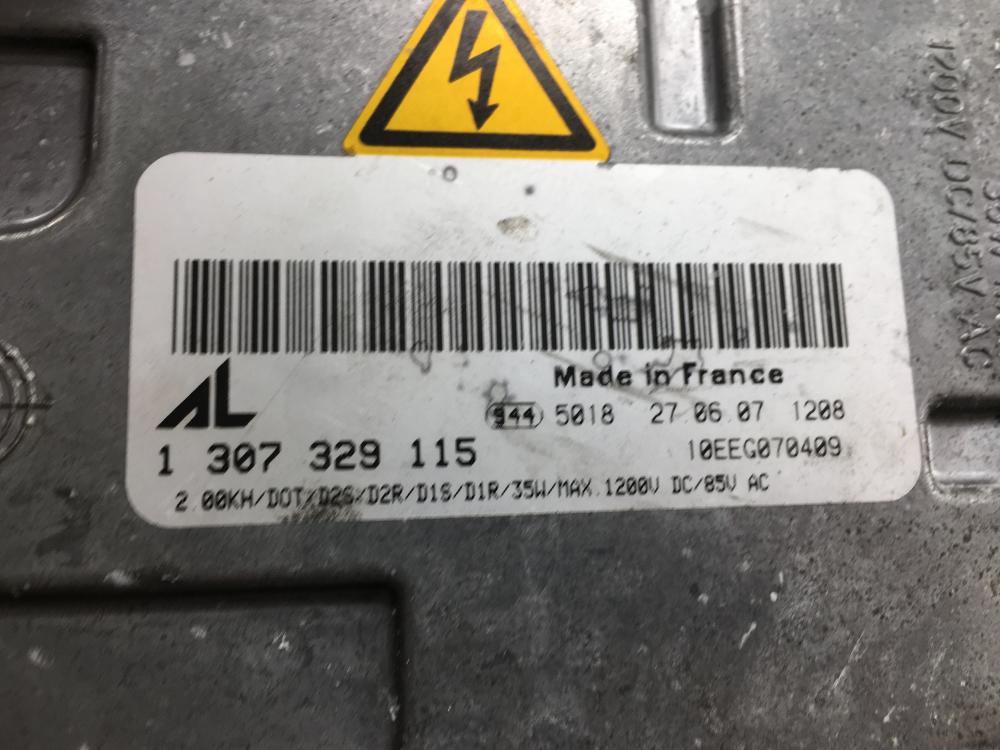 AL
Made in France
944 5018 27.06.07 1208
1 307 329 115
10EEG070409
2.00KH/DOT/D2S/D2R/D1S/D1R/35W/MAX.1200V DC/85V AC
1200V DC/85V AC